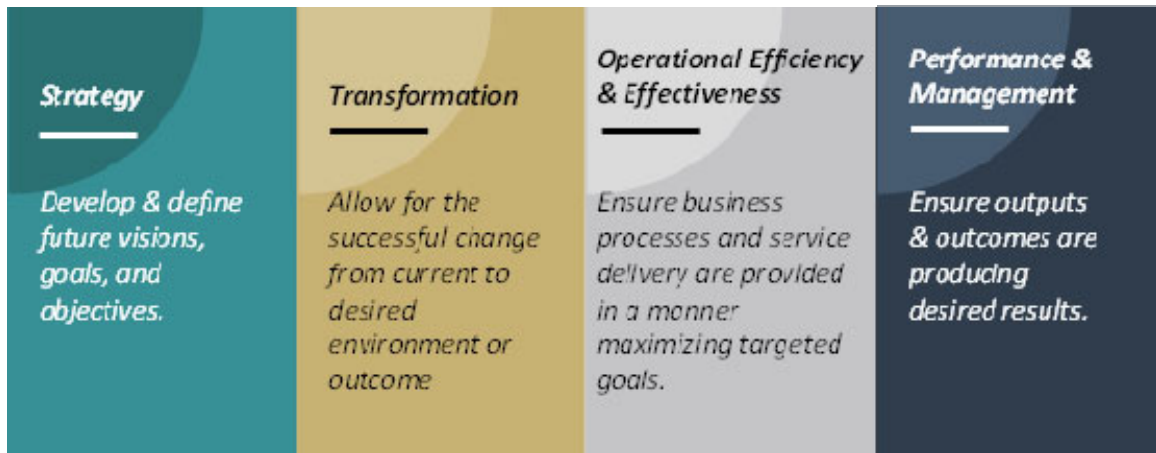 Strategy
Develop & define
future visions,
goals, and
objectives.
Transformation
Allow for the
successful change
from current to
desired
environment or
outcome
Operational Efficiency
& Effectiveness
Ensure business
processes and service
delivery are provided
in a manner
maximizing targeted
goals.
Performance &
Management
Ensure outputs
& outcomes are
producing
desired results.